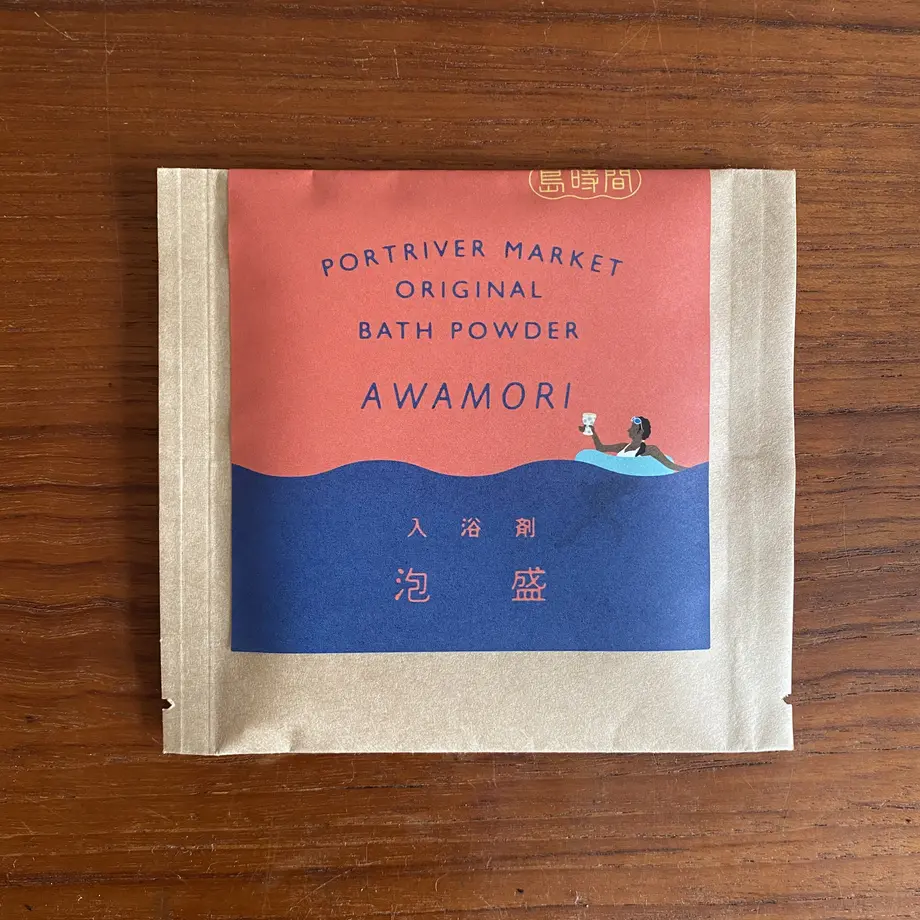 島時間
PORTRIVER MARKET
ORIGINAL
BATH POWDER
AWAMORI
入浴剤
泡盛